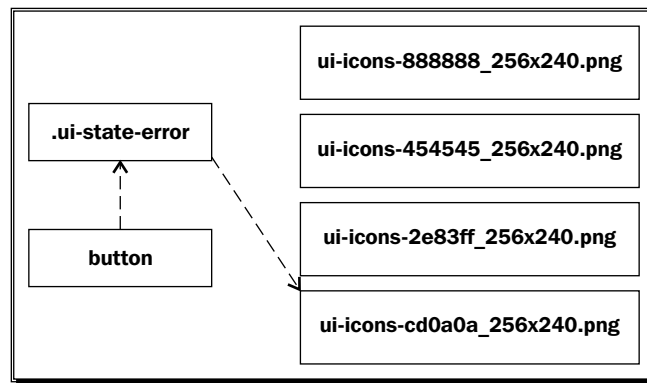 ui-icons-888888_256x240.png
.ui-state-error
ui-icons-454545_256x240.png
button
ui-icons-2e83ff_256x240.png
ui-icons-cd0a0a_256x240.png